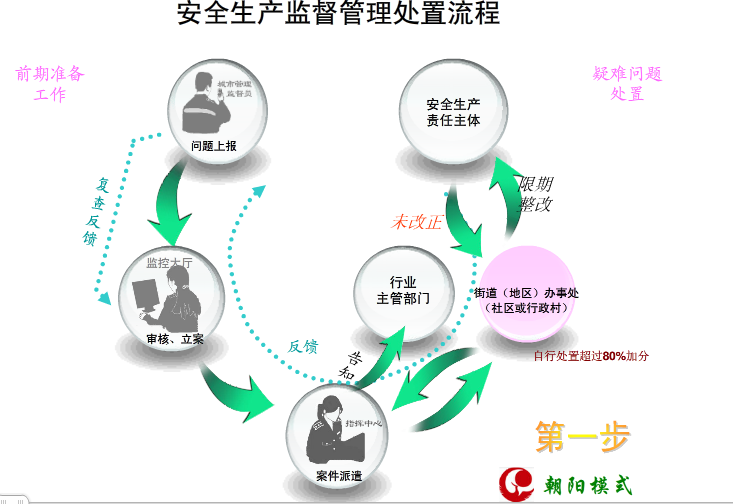 安全生产监督管理处置流程
前期准备
工作
疑难问题
处置
城市管理
监督员
问题上报
安全生产
责任主体
复查反馈
限期
整改
未改正
监控大厅
审核、立案
行业
主管部门
街道（地区）办事处
（社区或行政村）
反馈
告知
自行处置超过80%加分
指挥中心
案件派遣
第一步
朝阳模式